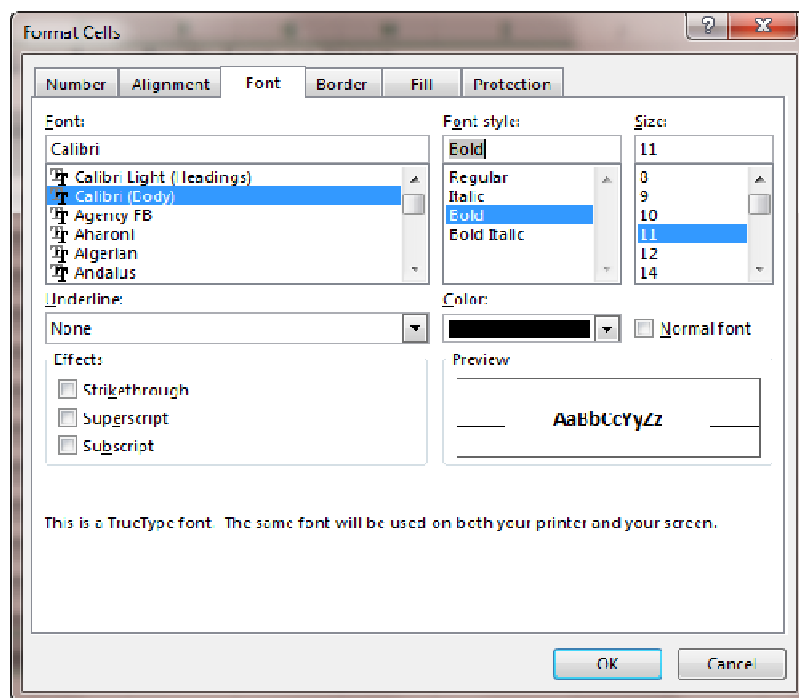 Format Cells
Number Alignment Font Border Fill Protection
Font: Font style: Size:
Calibri Bold 11
Calibri Light (Headings) Regular 8
Calibri (Body) Italic 9
Agency FB Bold 10
Aharoni Bold Italic 11
Algerian 12
Andalus 14
Underline: Color:
None Normal font
Effects Preview
Strikethrough
Superscript AaBbCcYyZz
Subscript
This is a TrueType font. The same font will be used on both your printer and your screen.
OK Cancel